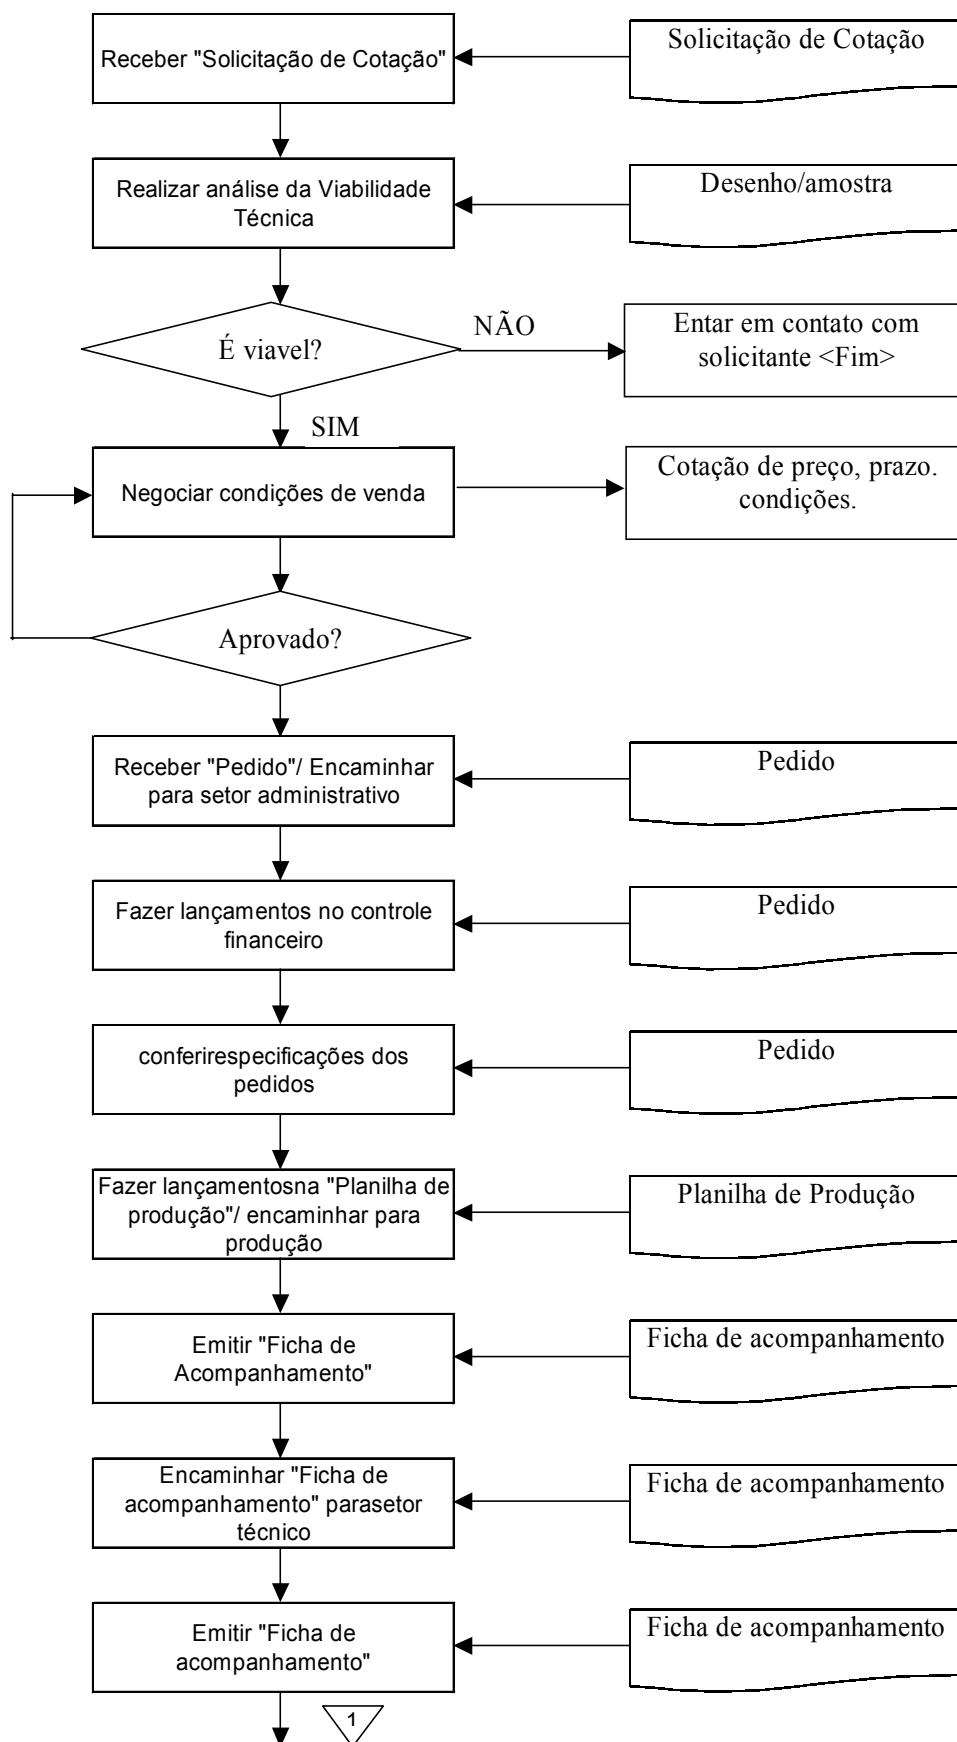 Receber "Solicitação de Cotação"
Solicitação de Cotação
Realizar análise da Viabilidade
Técnica
Desenho/amostra
É viavel?
NÃO
Entar em contato com
solicitante <Fim>
SIM
Negociar condições de venda
Cotação de preço, prazo.
condições.
Aprovado?
Receber "Pedido"/ Encaminhar
para setor administrativo
Pedido
Fazer lançamentos no controle
financeiro
Pedido
conferirespecificações dos
pedidos
Pedido
Fazer lançamentosna "Planilha de
produção"/ encaminhar para
produção
Planilha de Produção
Emitir "Ficha de
Acompanhamento"
Ficha de acompanhamento
Encaminhar "Ficha de
acompanhamento" parasetor
técnico
Ficha de acompanhamento
Emitir "Ficha de
acompanhamento"
Ficha de acompanhamento
1